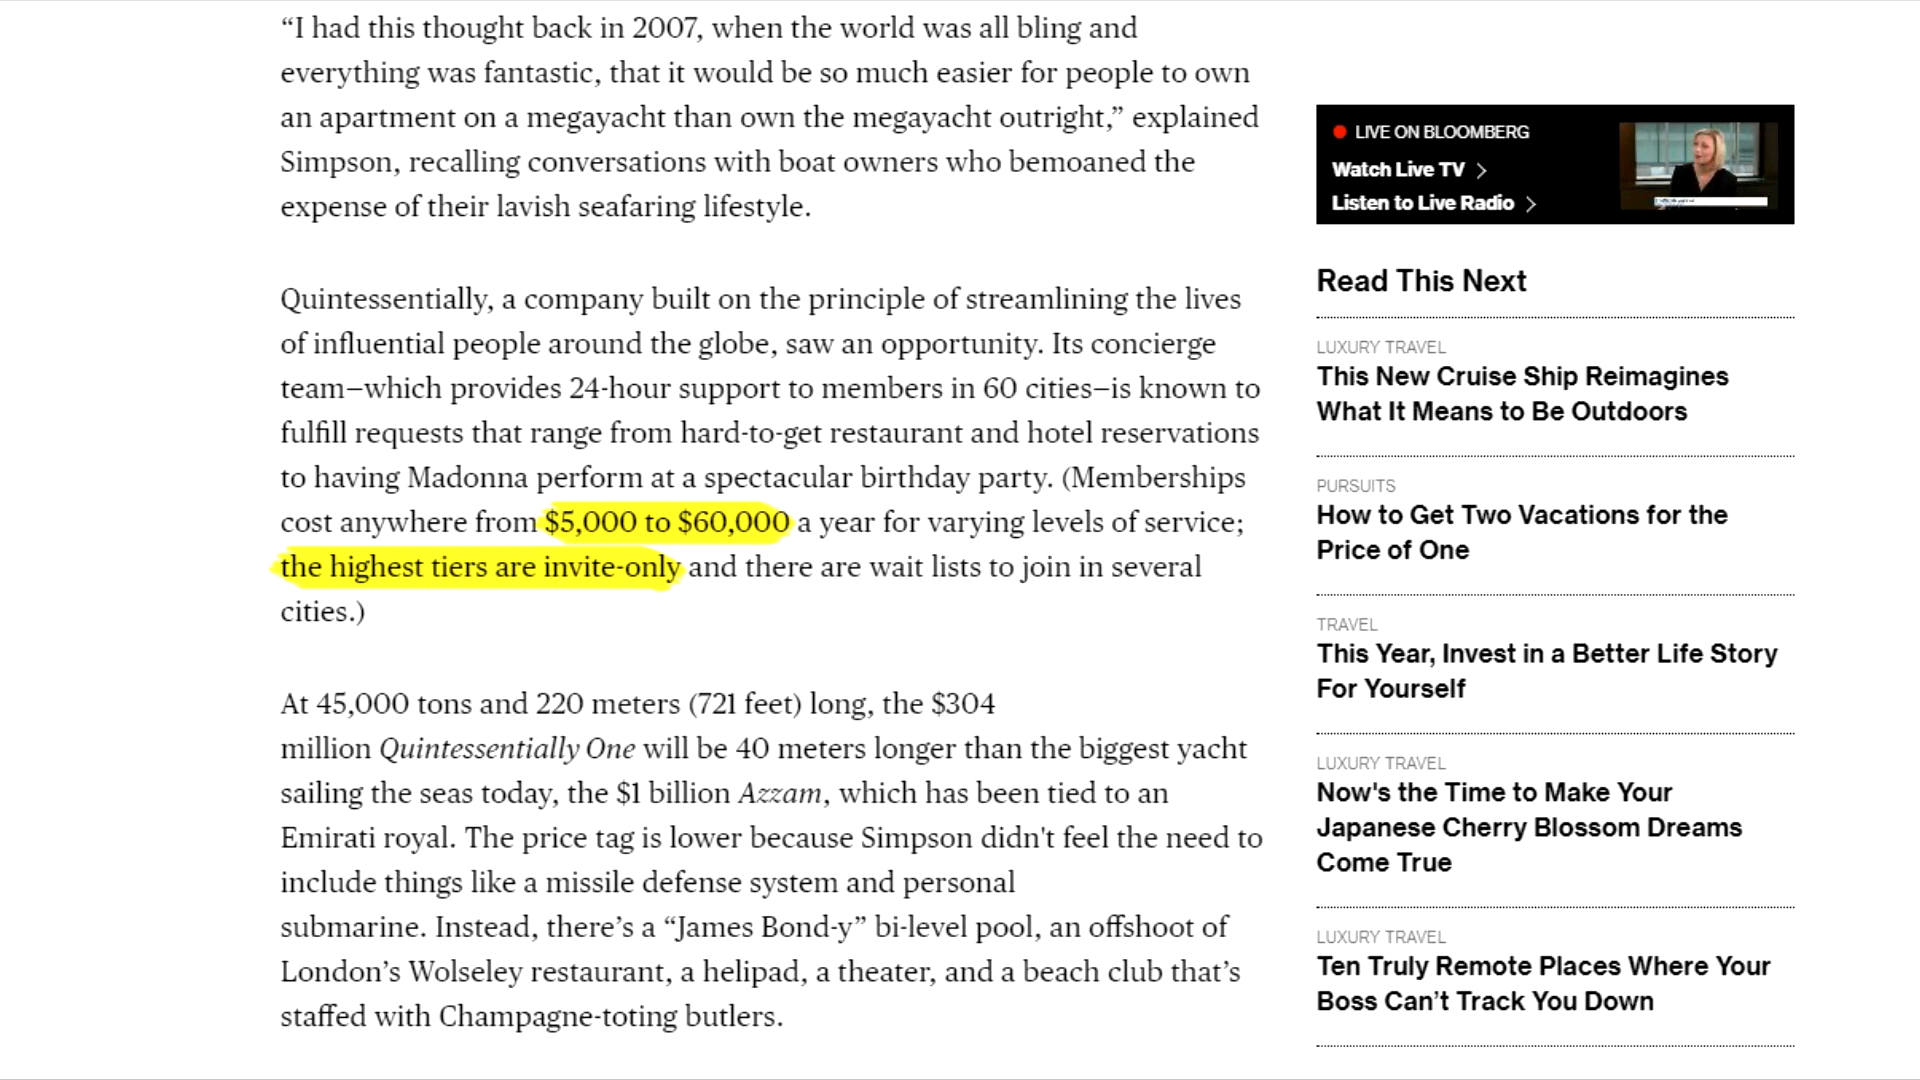 “I had this thought back in 2007, when the world was all bling and
everything was fantastic, that it would be so much easier for people to own
an apartment on a megayacht than own the megayacht outright,” explained
Simpson, recalling conversations with boat owners who bemoaned the
expense of their lavish seafaring lifestyle.
Quintessentially, a company built on the principle of streamlining the lives
of influential people around the globe, saw an opportunity. Its concierge
team—which provides 24-hour support to members in 60 cities—is known to
fulfill requests that range from hard-to-get restaurant and hotel reservations
to having Madonna perform at a spectacular birthday party. (Memberships
cost anywhere from $5,000 to $60,000 a year for varying levels of service;
the highest tiers are invite-only and there are wait lists to join in several
cities.)
At 45,000 tons and 220 meters (721 feet) long, the $304
million Quintessentially One will be 40 meters longer than the biggest yacht
sailing the seas today, the $1 billion Azzam, which has been tied to an
Emirati royal. The price tag is lower because Simpson didn't feel the need to
include things like a missile defense system and personal
submarine. Instead, there’s a “James Bond-y” bi-level pool, an offshoot of
London’s Wolseley restaurant, a helipad, a theater, and a beach club that’s
staffed with Champagne-toting butlers.
LIVE ON BLOOMBERG
Watch Live TV >
Listen to Live Radio >
Read This Next
LUXURY TRAVEL
This New Cruise Ship Reimagines
What It Means to Be Outdoors
PURSUITS
How to Get Two Vacations for the
Price of One
TRAVEL
This Year, Invest in a Better Life Story
For Yourself
LUXURY TRAVEL
Now's the Time to Make Your
Japanese Cherry Blossom Dreams
Come True
LUXURY TRAVEL
Ten Truly Remote Places Where Your
Boss Can’t Track You Down